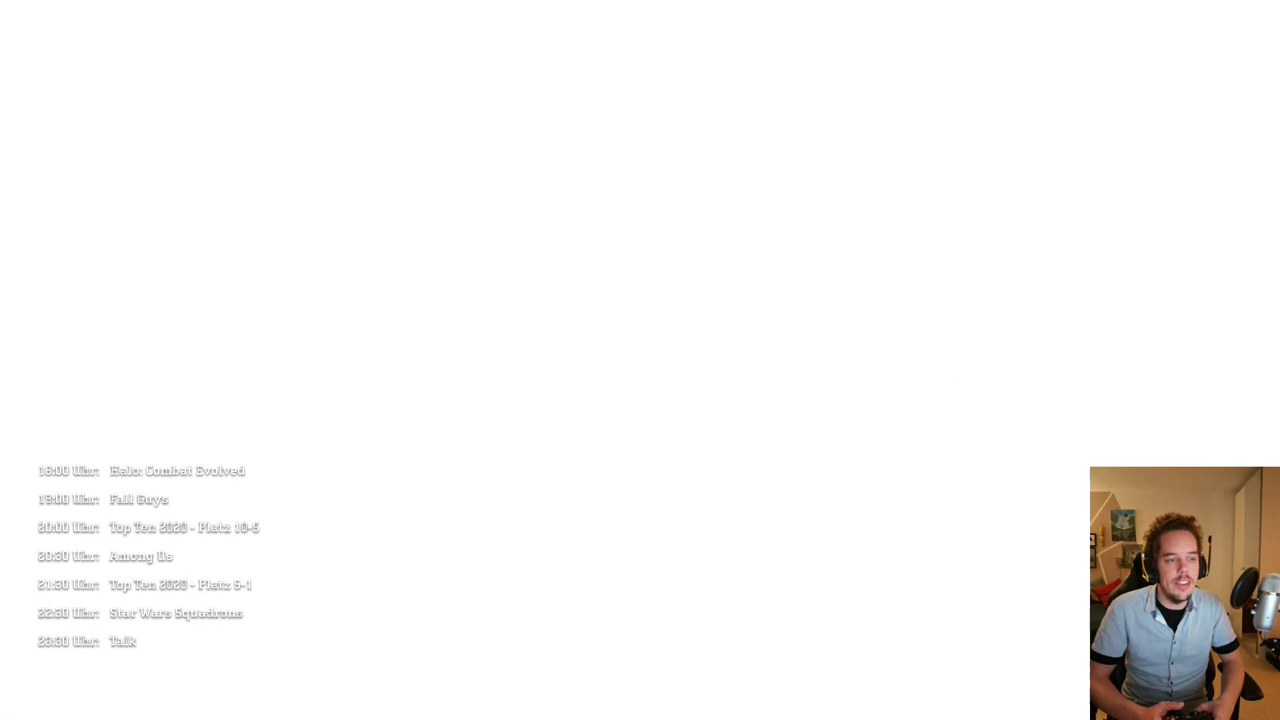 18:00 Uhr: Halo: Combat Evolved
19:00 Uhr: Fall Guys
20:00 Uhr: Top Ten 2020 - Platz 10-6
20:30 Uhr: Among Us
21:30 Uhr: Top Ten 2020 - Platz 5-1
22:30 Uhr: Star Wars Squadrons
23:30 Uhr: Talk